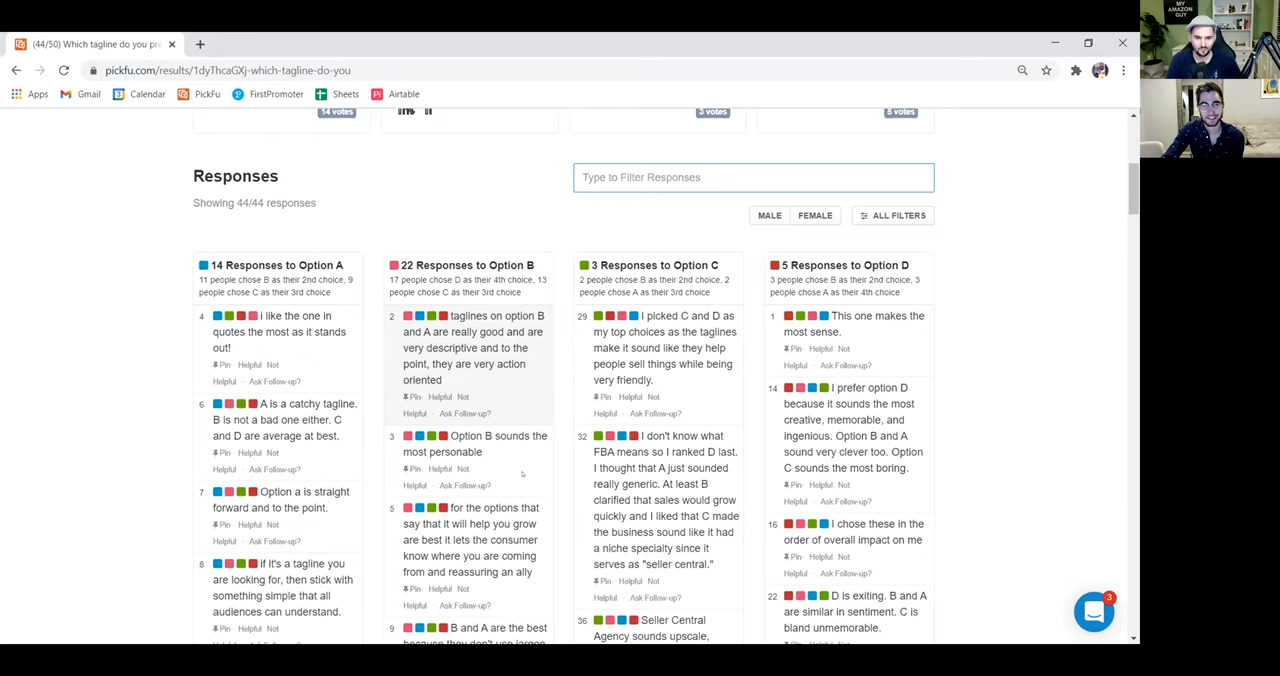 (44/50) Which tagline do you pre
pickfu.com/results/1dyThcaGXj-which-tagline-do-you
Apps Gmail Calendar PickFu FirstPromoter Sheets Airtable
MY AMAZON GUY
14 votes 3 votes 5 votes
Responses
Type to Filter Responses
Showing 44/44 responses
MALE FEMALE ALL FILTERS
14 Responses to Option A
11 people chose B as their 2nd choice, 9
people chose C as their 3rd choice
4 i like the one in
quotes the most as it stands
out!
Pin· Helpful Not
Helpful · Ask Follow-up?
6 A is a catchy tagline.
B is not a bad one either. C
and D are average at best.
Pin· Helpful Not
Helpful · Ask Follow-up?
7 Option a is straight
forward and to the point.
Pin· Helpful Not
Helpful · Ask Follow-up?
8 if it's a tagline you
are looking for, then stick with
something simple that all
audiences can understand.
Pin· Helpful Not
22 Responses to Option B
17 people chose D as their 4th choice, 13
people chose C as their 3rd choice
2 taglines on option B
and A are really good and are
very descriptive and to the
point, they are very action
oriented
Pin· Helpful Not
Helpful · Ask Follow-up?
3 Option B sounds the
most personable
Pin· Helpful Not
Helpful · Ask Follow-up?
5 for the options that
say that it will help you grow
are best it lets the consumer
know where you are coming
from and reassuring an ally
Pin· Helpful Not
Helpful · Ask Follow-up?
9 B and A are the best
because they don't use jargon
3 Responses to Option C
2 people chose B as their 2nd choice, 2
people chose A as their 3rd choice
29 I picked C and D as
my top choices as the taglines
make it sound like they help
people sell things while being
very friendly.
Pin· Helpful Not
Helpful · Ask Follow-up?
32 I don't know what
FBA means so I ranked D last.
I thought that A just sounded
really generic. At least B
clarified that sales would grow
quickly and I liked that C made
the business sound like it had
a niche specialty since it
serves as "seller central."
Pin· Helpful Not
Helpful · Ask Follow-up?
36 Seller Central
Agency sounds upscale,
5 Responses to Option D
3 people chose B as their 2nd choice, 3
people chose A as their 4th choice
1 This one makes the
most sense.
Pin· Helpful Not
Helpful · Ask Follow-up?
14 I prefer option D
because it sounds the most
creative, memorable, and
ingenious. Option B and A
sound very clever too. Option
C sounds the most boring.
Pin· Helpful Not
Helpful · Ask Follow-up?
16 I chose these in the
order of overall impact on me
Pin· Helpful Not
Helpful · Ask Follow-up?
22 D is exiting. B and A
are similar in sentiment. C is
bland unmemorable.
3